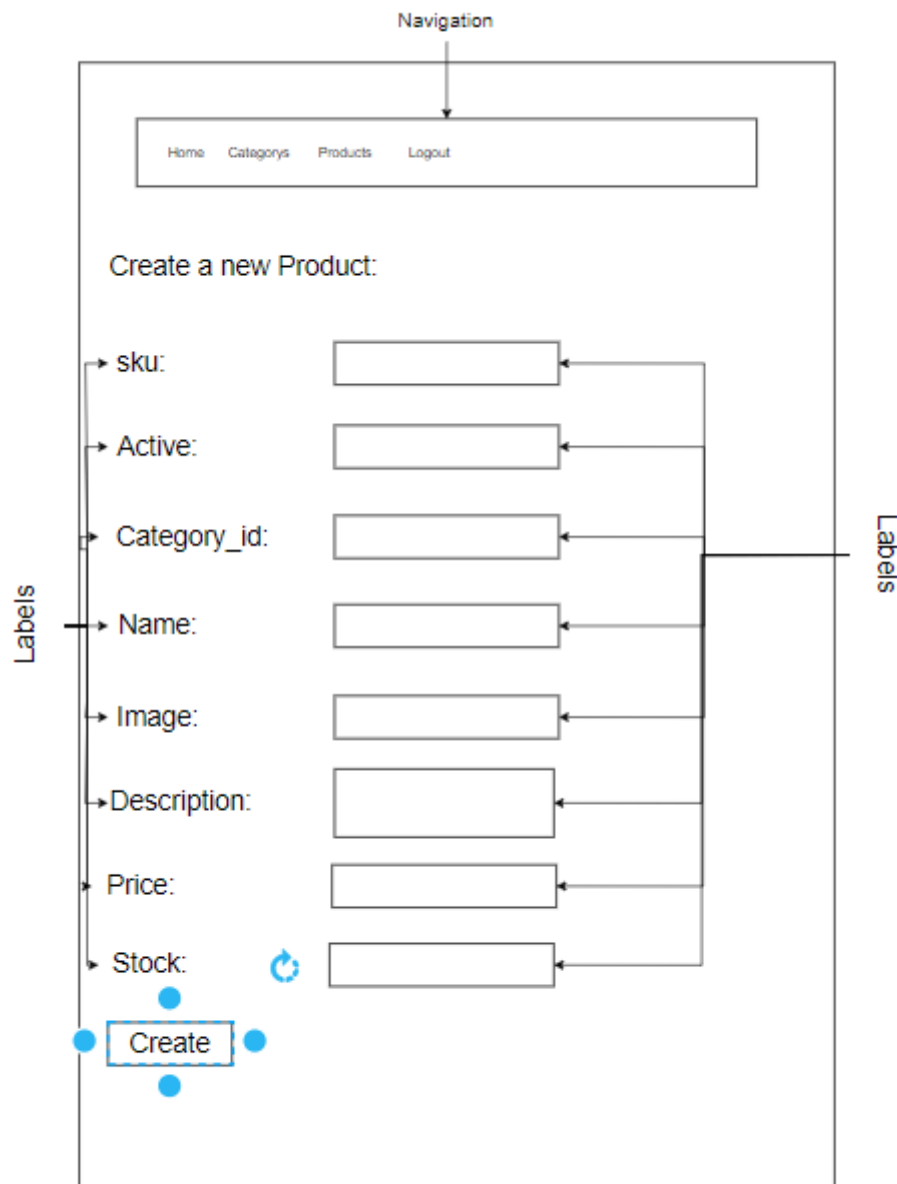 Navigation
Home Categorys Products Logout
Create a new Product:
sku:
Active:
Category_id:
Labels
Name:
Labels
Image:
Description:
Price:
Stock:
Create